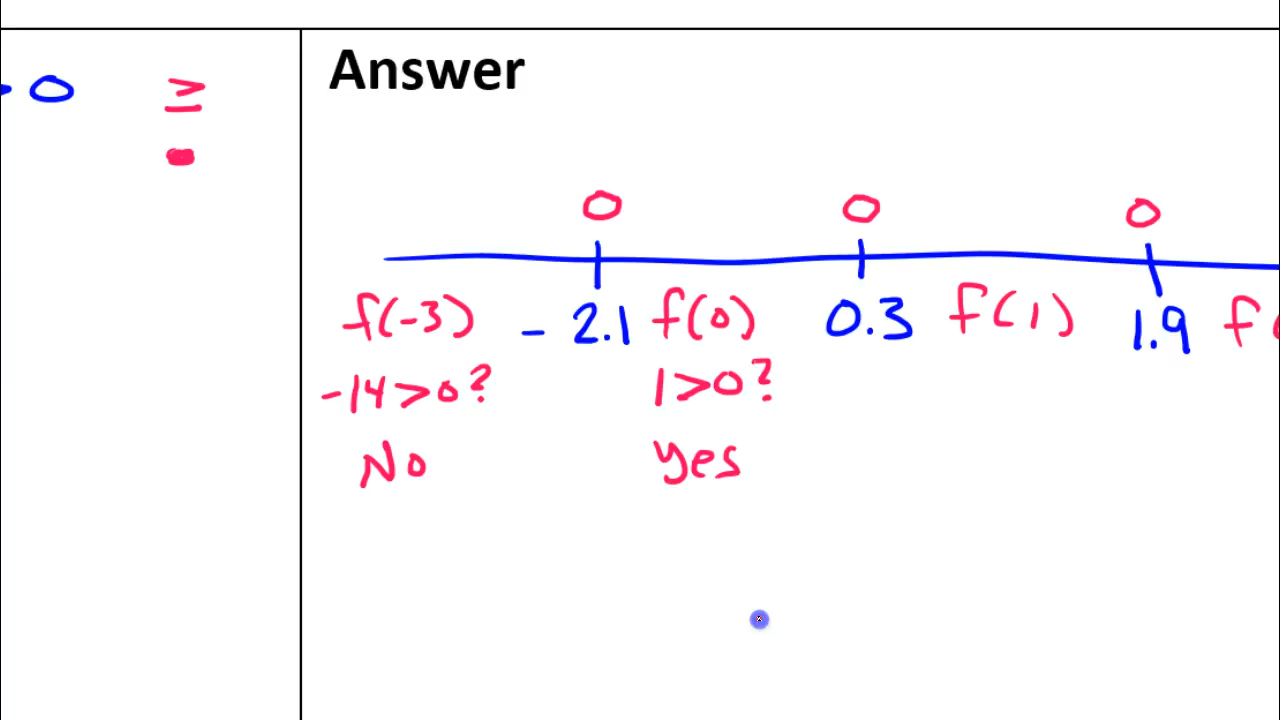 > 0 ≥
Answer
0 0 0
f(-3) - 2.1 f(0) 0.3 f(1) 1.9 f(
-14>0? 1>0?
No Yes